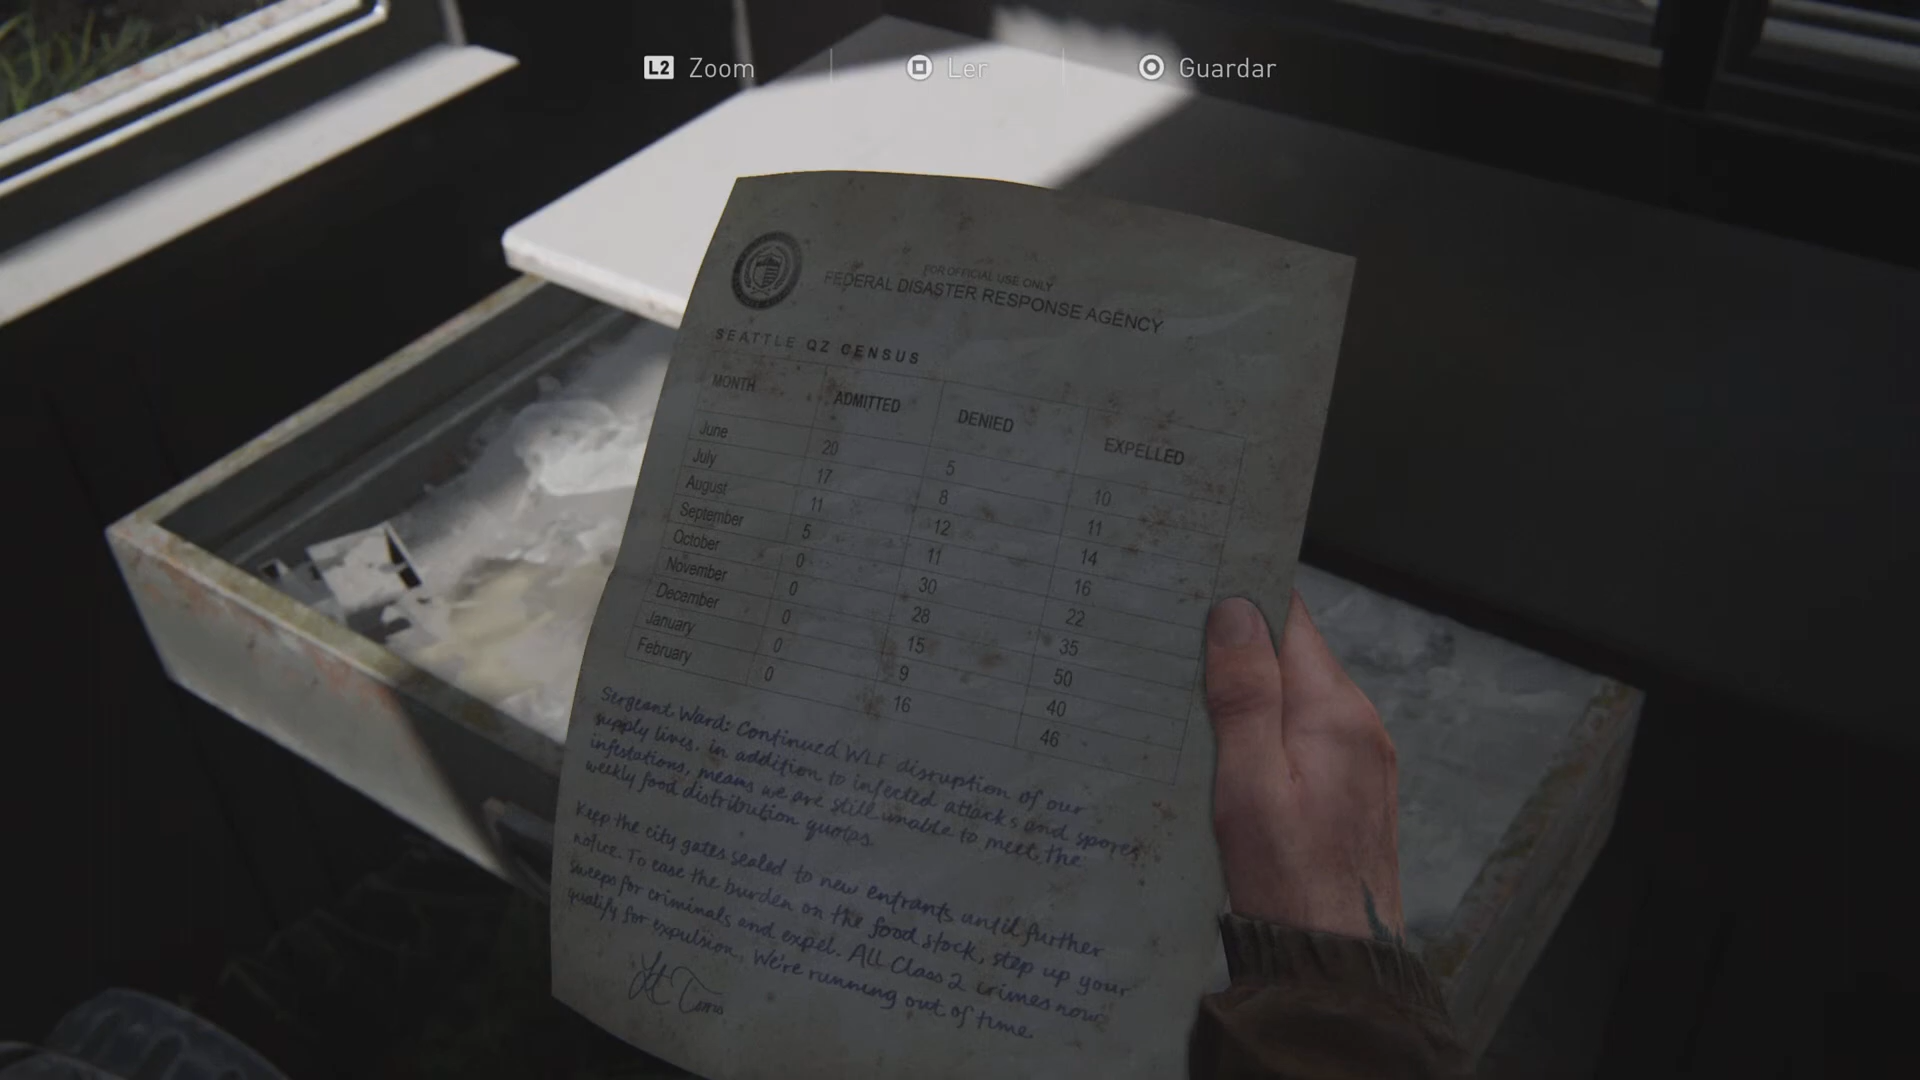 L2 Zoom Ler Guardar
FOR OFFICIAL USE ONLY
FEDERAL DISASTER RESPONSE AGENCY
SEATTLE QZ CENSUS
MONTH ADMITTED DENIED EXPELLED
June 20 5 10
July 17 8 11
August 11 12 14
September 5 11 16
October 0 30 22
November 0 28 35
December 0 15 50
January 0 9 40
February 0 16 46
Sergeant Ward: Continued WLF disruption of our
supply lines, in addition to infected attacks and spores
infestations, means we are still unable to meet the
weekly food distribution quotas.
Keep the city gates sealed to new entrants until further
notice. To ease the burden on the food stock, step up your
sweeps for criminals and expel. All Class 2 crimes now
qualify for expulsion. We're running out of time.
Lt